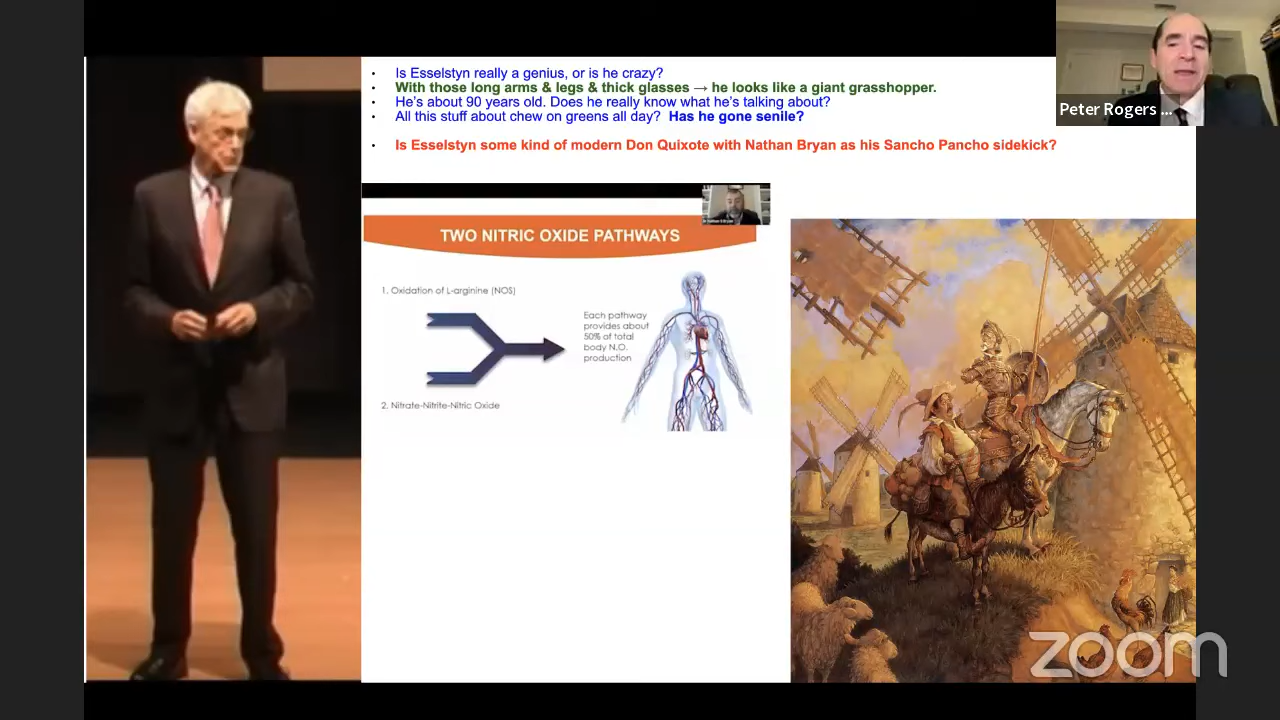 • Is Esselstyn really a genius, or is he crazy?
• With those long arms & legs & thick glasses → he looks like a giant grasshopper.
• He's about 90 years old. Does he really know what he's talking about?
• All this stuff about chew on greens all day? Has he gone senile?
• Is Esselstyn some kind of modern Don Quixote with Nathan Bryan as his Sancho Pancho sidekick?
Peter Rogers ...
TWO NITRIC OXIDE PATHWAYS
1. Oxidation of L-arginine (NOS)
Each pathway
provides about
50% of total
body N.O.
production
2. Nitrate-Nitrite-Nitric Oxide
zoom